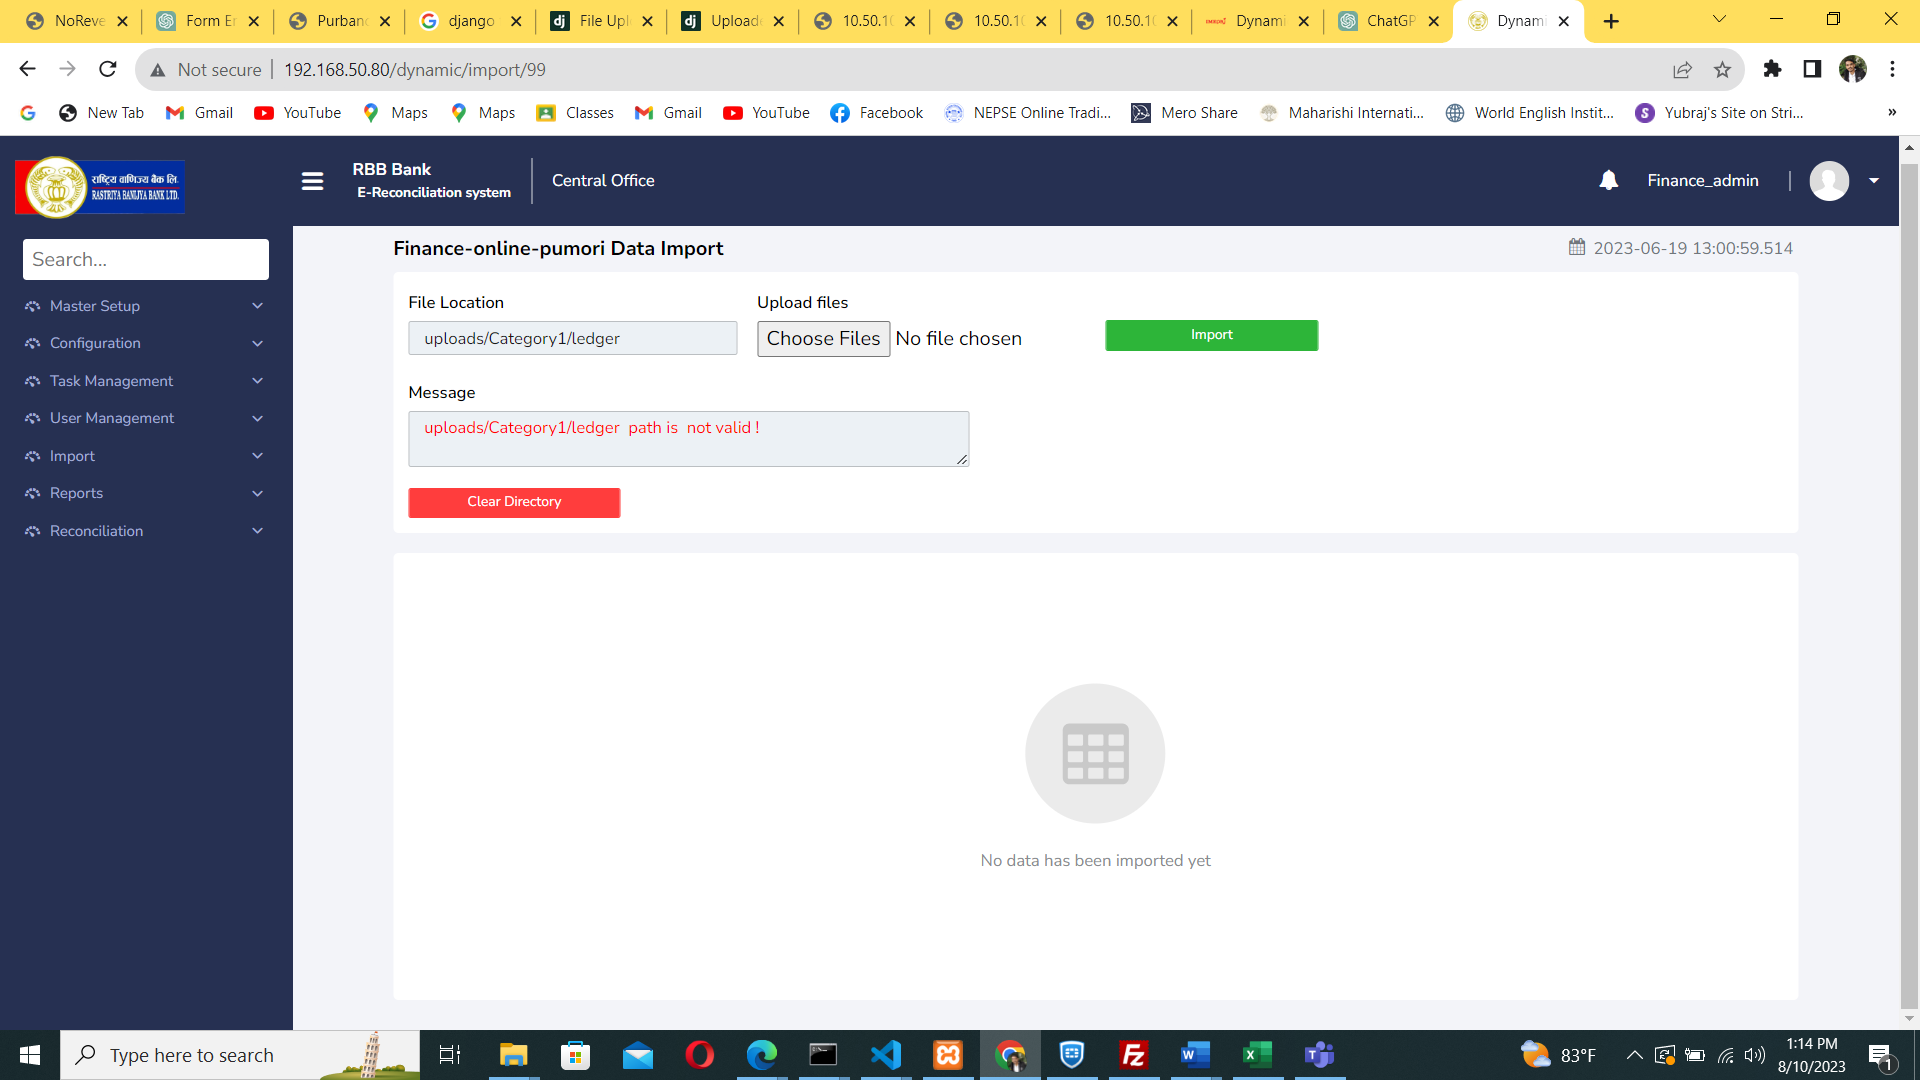 NoReve
Form Er
Purban
django
File Upl
Uploade
10.50.10
10.50.10
10.50.10
Dynami
ChatGP
Dynami
Not secure
192.168.50.80/dynamic/import/99
New Tab
Gmail
YouTube
Maps
Maps
Classes
Gmail
YouTube
Facebook
NEPSE Online Tradi...
Mero Share
Maharishi Internati...
World English Instit...
Yubraj's Site on Stri...
»
राष्ट्रिय वाणिज्य बैंक लि.
RASTRIYA BANIJYA BANK LTD.
RBB Bank
E-Reconciliation system
Central Office
Finance_admin
Search...
Master Setup
Configuration
Task Management
User Management
Import
Reports
Reconciliation
Finance-online-pumori Data Import
2023-06-19 13:00:59.514
File Location
Upload files
uploads/Category1/ledger
Choose Files No file chosen
Import
Message
uploads/Category1/ledger path is not valid !
Clear Directory
No data has been imported yet
Type here to search
83°F
1:14 PM
8/10/2023
1